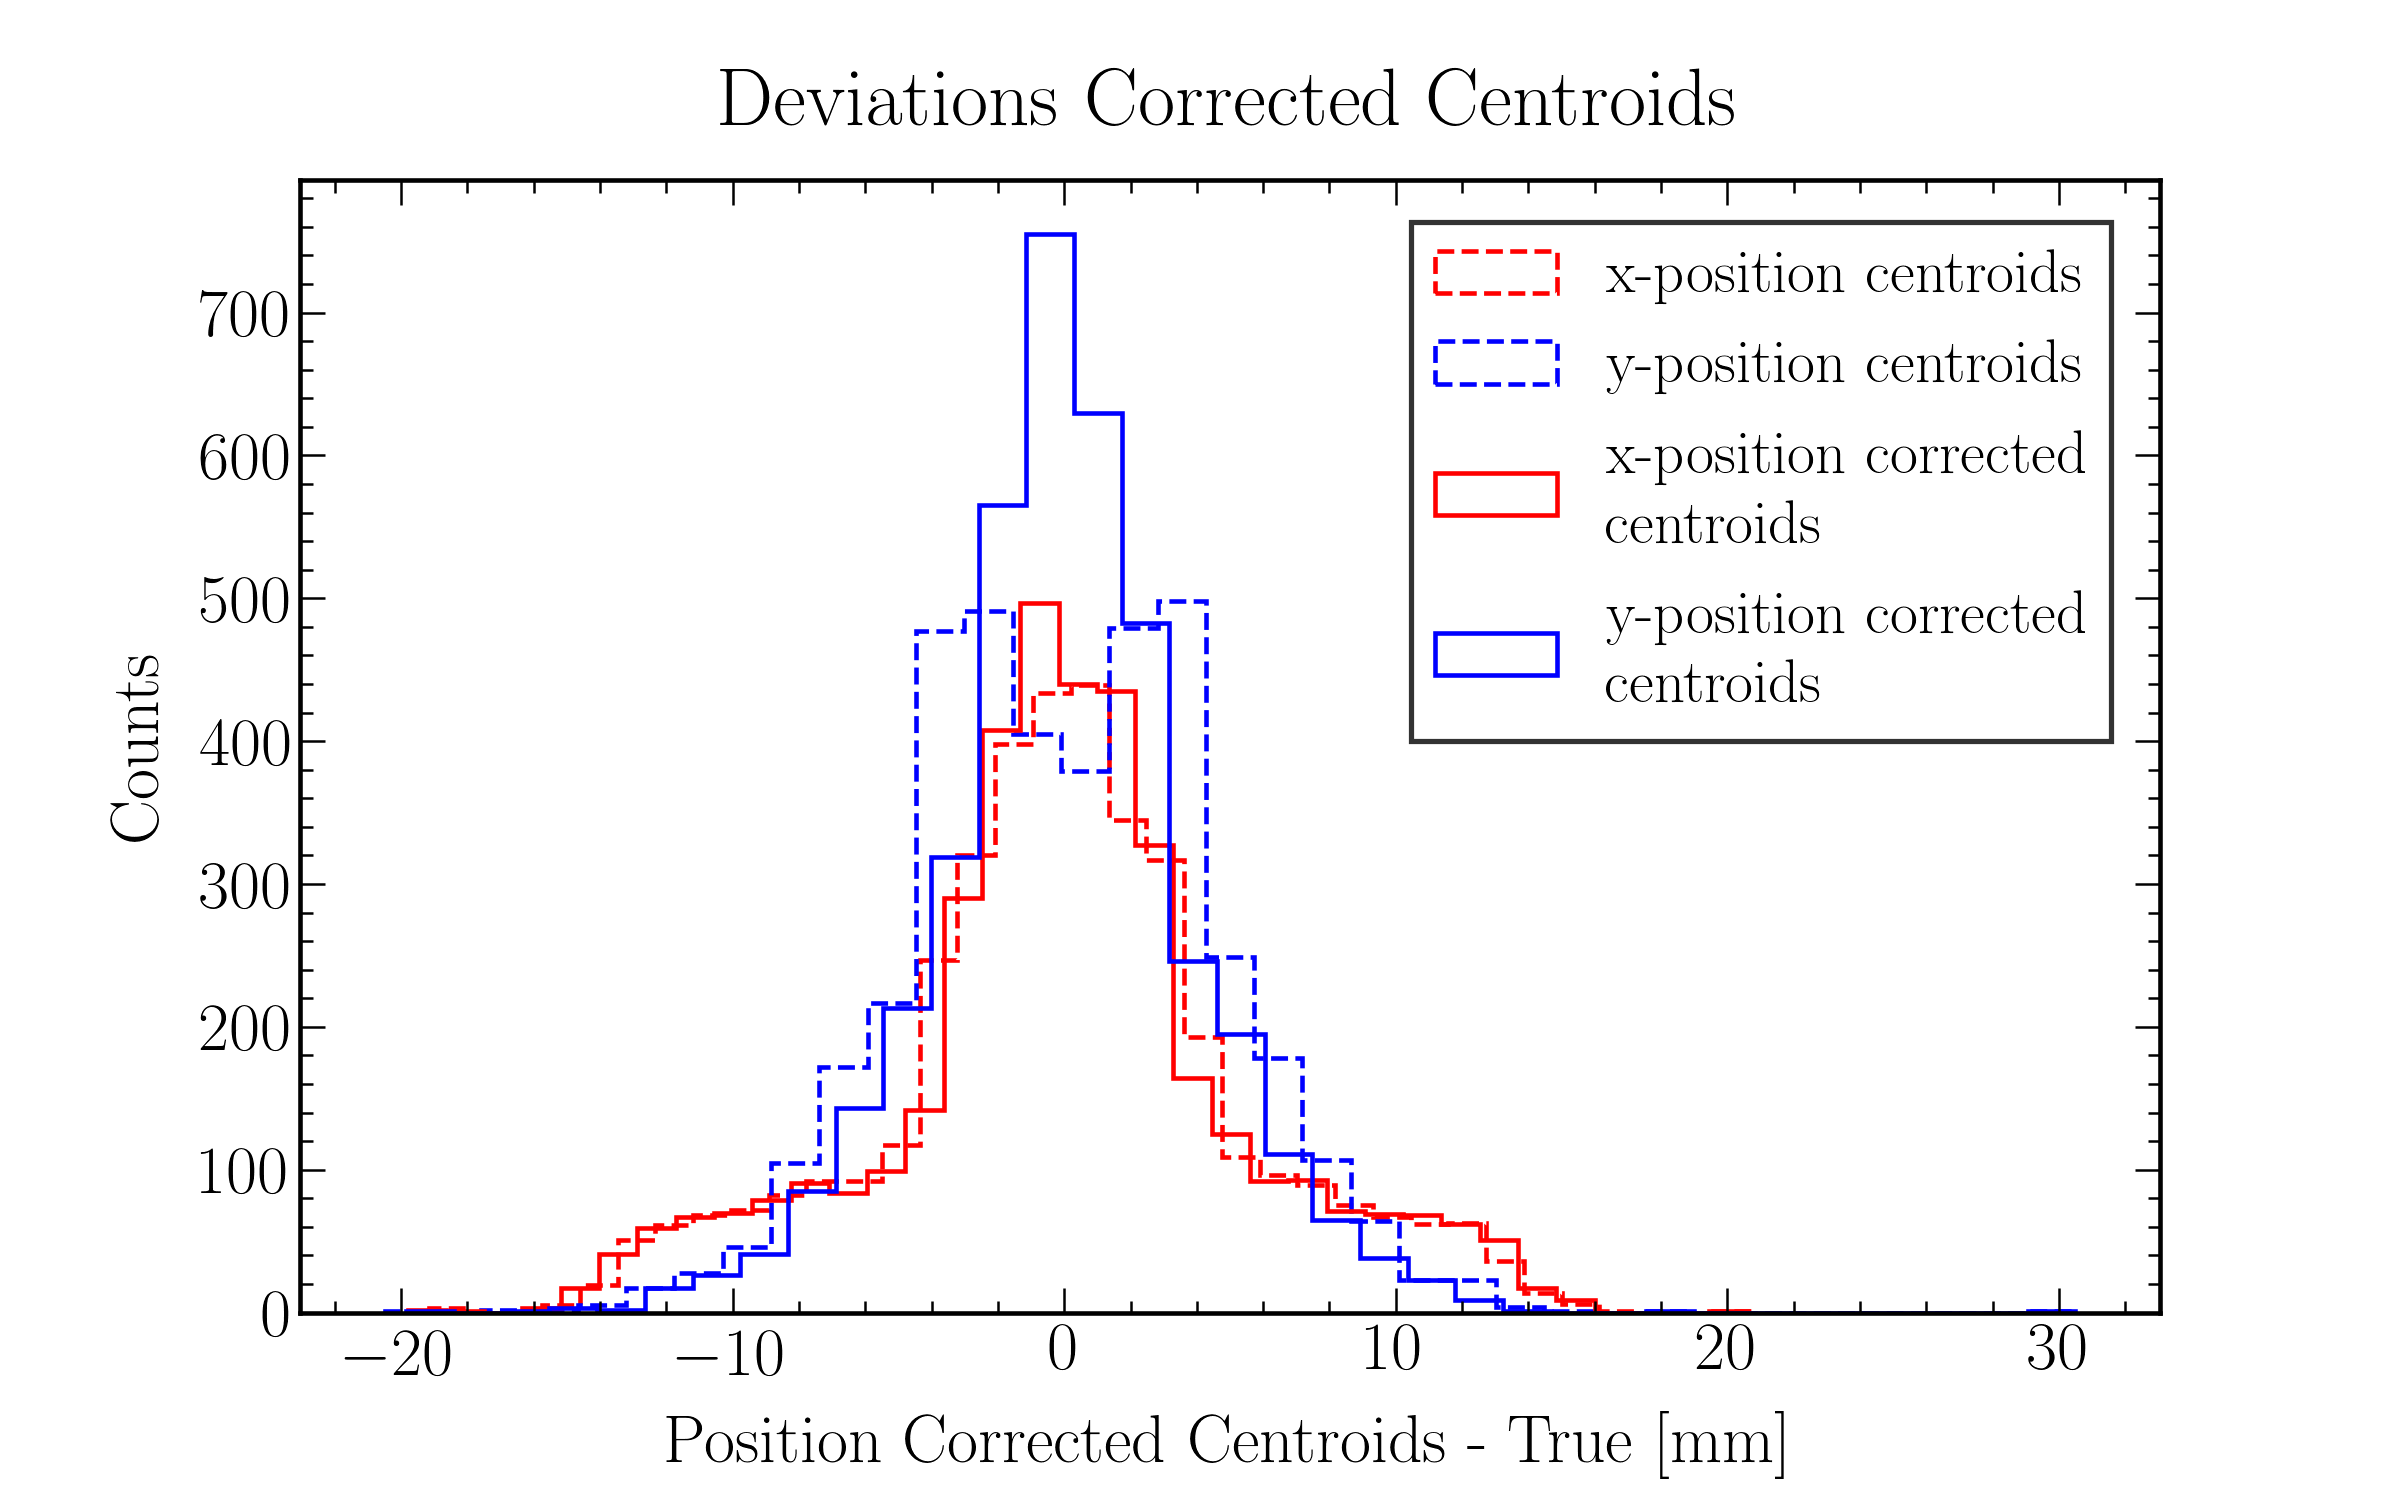 Deviations Corrected Centroids
x-position centroids
y-position centroids
x-position corrected
centroids
y-position corrected
centroids
Counts
700
600
500
400
300
200
100
0
−20 −10 0 10 20 30
Position Corrected Centroids - True [mm]